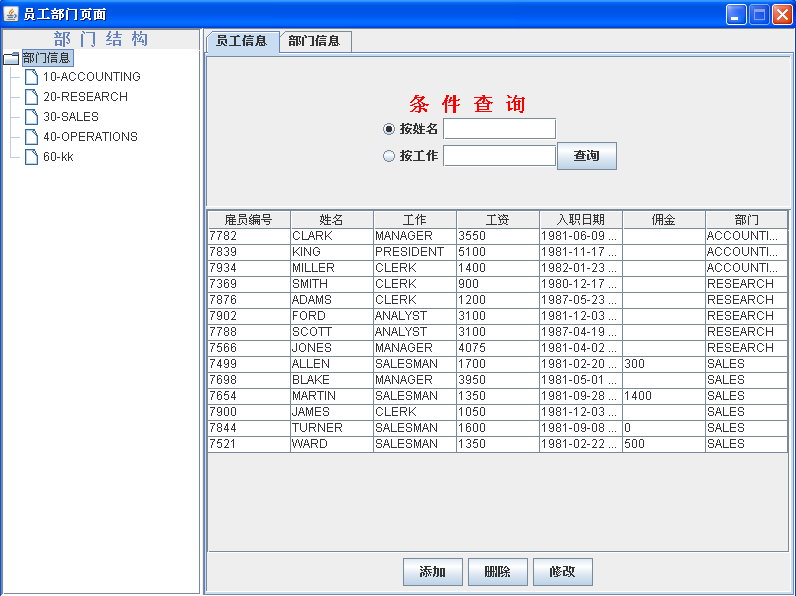 员工部门页面
部 门 结 构
部门信息
10-ACCOUNTING
20-RESEARCH
30-SALES
40-OPERATIONS
60-kk
员工信息 部门信息
条 件 查 询
按姓名
按工作 查询
雇员编号 姓名 工作 工资 入职日期 佣金 部门
7782 CLARK MANAGER 3550 1981-06-09 ... ACCOUNTI...
7839 KING PRESIDENT 5100 1981-11-17 ... ACCOUNTI...
7934 MILLER CLERK 1400 1982-01-23 ... ACCOUNTI...
7369 SMITH CLERK 900 1980-12-17 ... RESEARCH
7876 ADAMS CLERK 1200 1987-05-23 ... RESEARCH
7902 FORD ANALYST 3100 1981-12-03 ... RESEARCH
7788 SCOTT ANALYST 3100 1987-04-19 ... RESEARCH
7566 JONES MANAGER 4075 1981-04-02 ... RESEARCH
7499 ALLEN SALESMAN 1700 1981-02-20 ... 300 SALES
7698 BLAKE MANAGER 3950 1981-05-01 ... SALES
7654 MARTIN SALESMAN 1350 1981-09-28 ... 1400 SALES
7900 JAMES CLERK 1050 1981-12-03 ... SALES
7844 TURNER SALESMAN 1600 1981-09-08 ... 0 SALES
7521 WARD SALESMAN 1350 1981-02-22 ... 500 SALES
添加 删除 修改